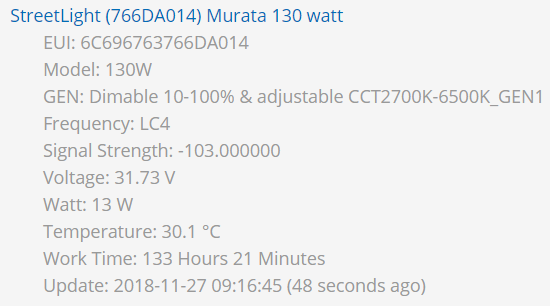 StreetLight (766DA014) Murata 130 watt
EUI: 6C696763766DA014
Model: 130W
GEN: Dimable 10-100% & adjustable CCT2700K-6500K_GEN1
Frequency: LC4
Signal Strength: -103.000000
Voltage: 31.73 V
Watt: 13 W
Temperature: 30.1 °C
Work Time: 133 Hours 21 Minutes
Update: 2018-11-27 09:16:45 (48 seconds ago)